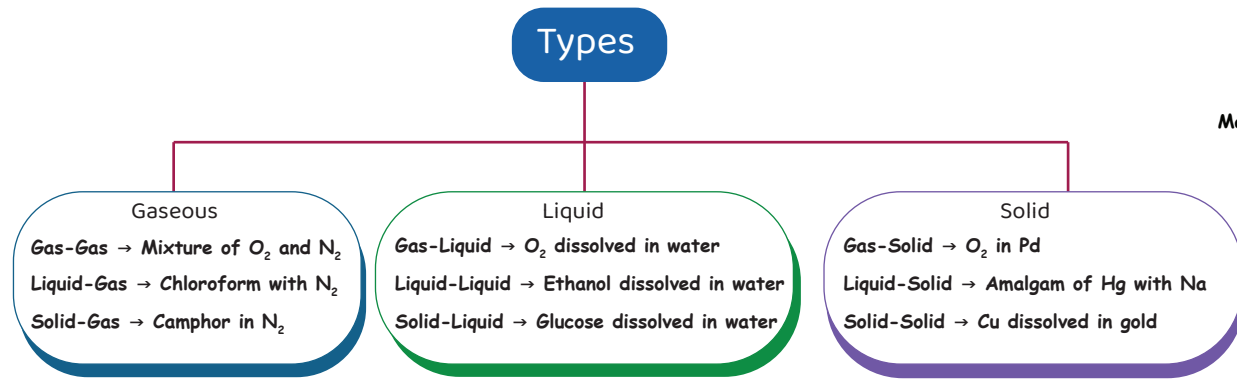 Types
Mo
Gaseous
Gas-Gas → Mixture of O₂ and N₂
Liquid-Gas → Chloroform with N₂
Solid-Gas → Camphor in N₂
Liquid
Gas-Liquid → O₂ dissolved in water
Liquid-Liquid → Ethanol dissolved in water
Solid-Liquid → Glucose dissolved in water
Solid
Gas-Solid → O₂ in Pd
Liquid-Solid → Amalgam of Hg with Na
Solid-Solid → Cu dissolved in gold